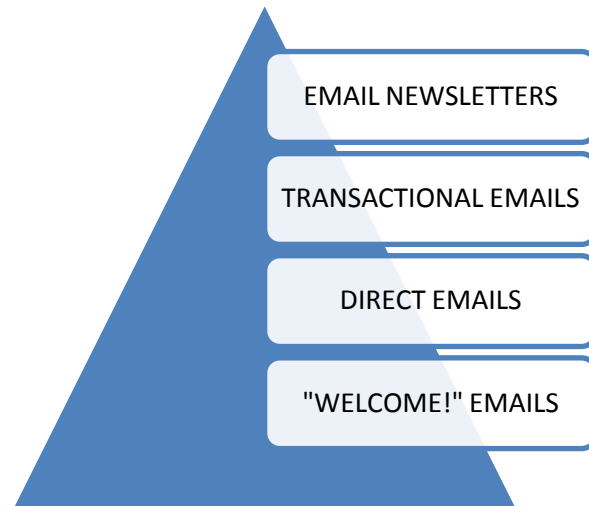 EMAIL NEWSLETTERS
TRANSACTIONAL EMAILS
DIRECT EMAILS
"WELCOME!" EMAILS